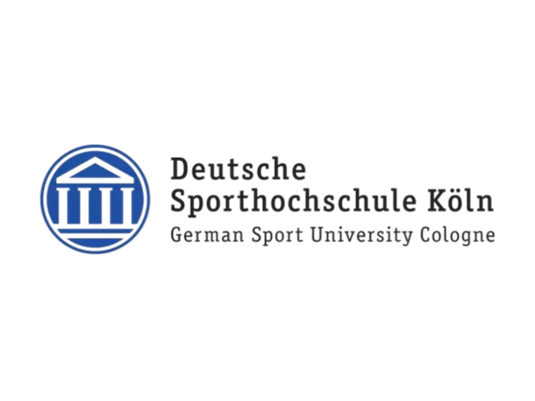 Deutsche
Sporthochschule Köln
German Sport University Cologne